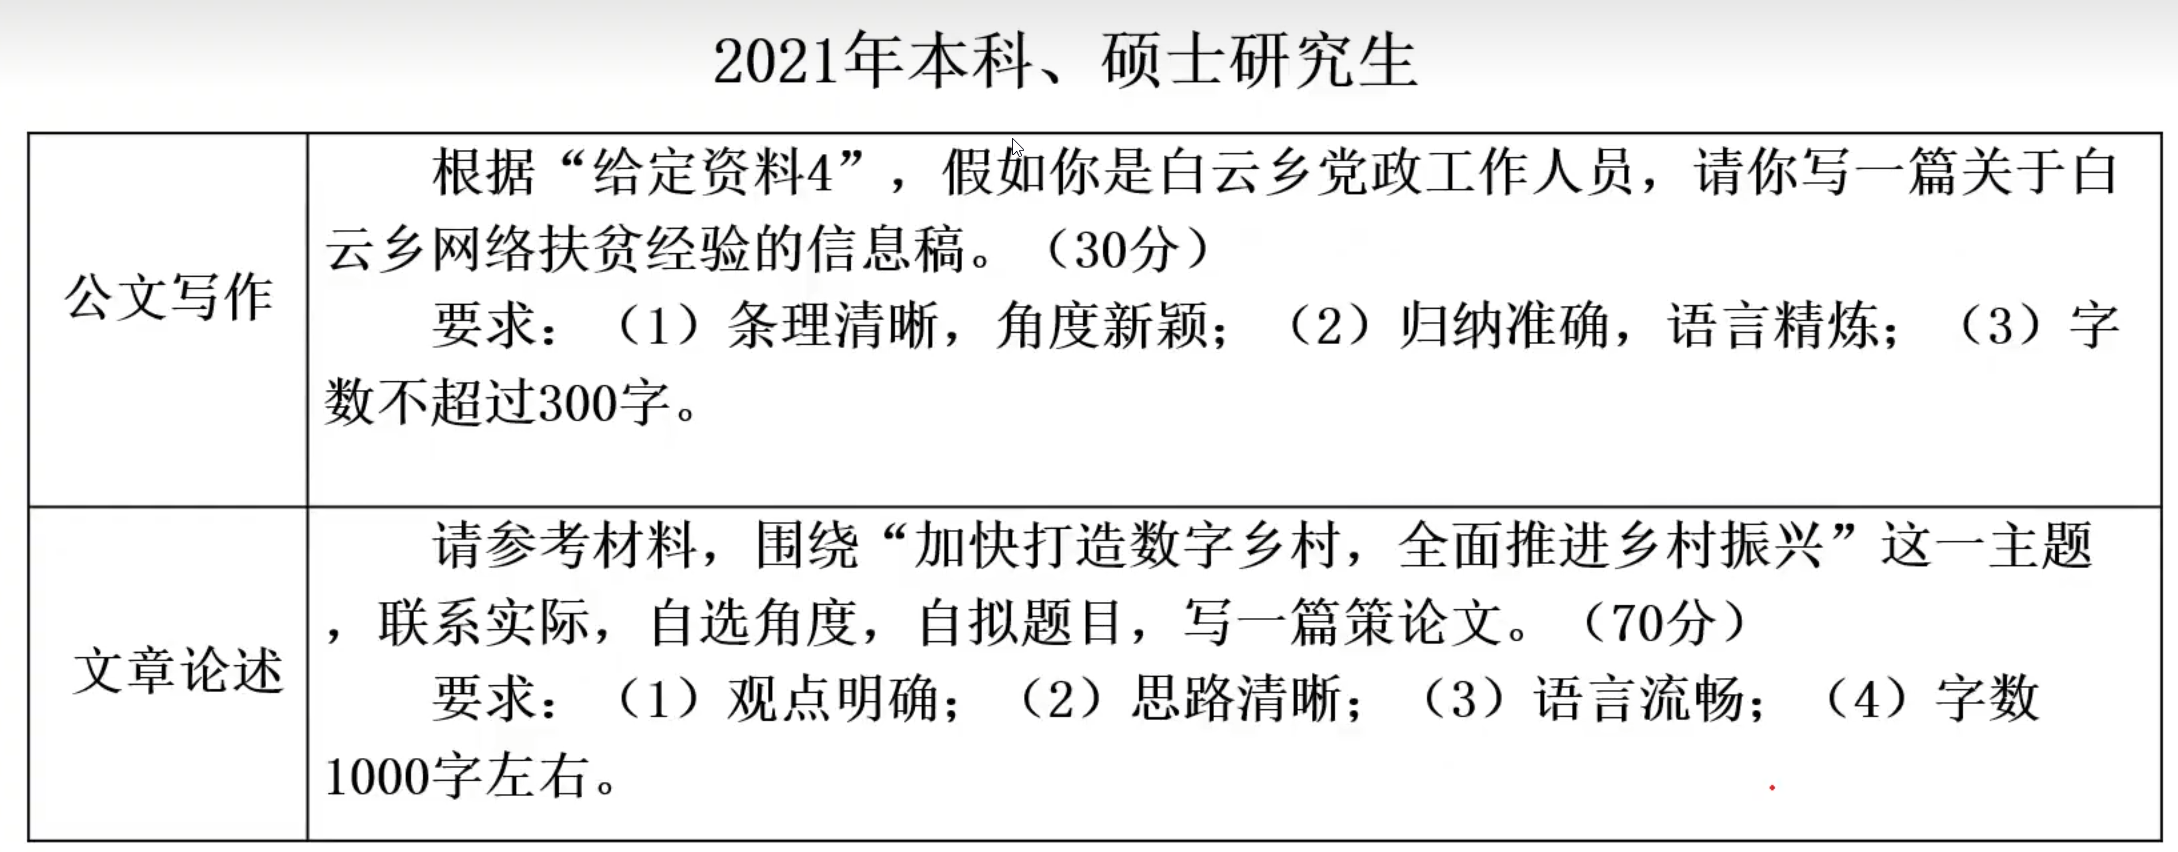 2021年本科、硕士研究生
公文写作
根据“给定资料4”，假如你是白云乡党政工作人员，请你写一篇关于白
云乡网络扶贫经验的信息稿。（30分）
要求：（1）条理清晰，角度新颖；（2）归纳准确，语言精炼；（3）字
数不超过300字。
文章论述
请参考材料，围绕“加快打造数字乡村，全面推进乡村振兴”这一主题
，联系实际，自选角度，自拟题目，写一篇策论文。（70分）
要求：（1）观点明确；（2）思路清晰；（3）语言流畅；（4）字数
1000字左右。